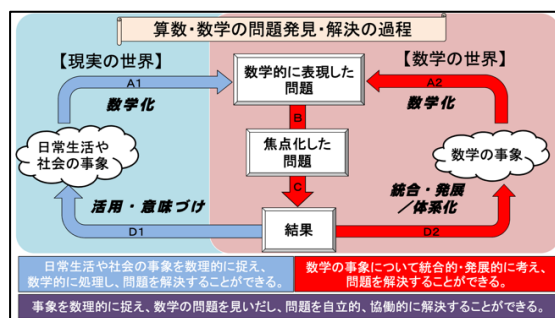 算数・数学の問題発見・解決の過程
【現実の世界】
【数学の世界】
A1
数学的に表現した
問題
A2
数学化
数学化
B
日常生活や
社会の事象
焦点化した
問題
数学の事象
C
活用・意味づけ
統合・発展
／体系化
結果
D1
D2
日常生活や社会の事象を数理的に捉え、
数学的に処理し、問題を解決することができる。
数学の事象について統合的・発展的に考え、
問題を解決することができる。
事象を数理的に捉え、数学の問題を見いだし、問題を自立的、協働的に解決することができる。